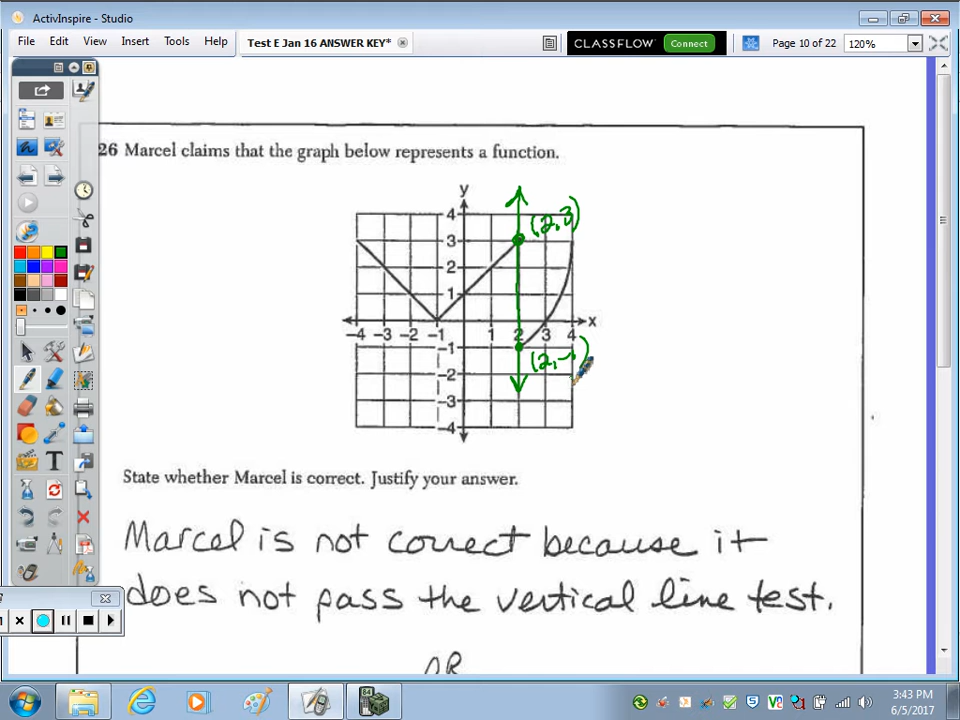 ActivInspire - Studio
File Edit View Insert Tools Help Test E Jan 16 ANSWER KEY* CLASSFLOW Connect Page 10 of 22 120%
26 Marcel claims that the graph below represents a function.
y
4
(2,3)
3
2
1
x
-4 -3 -2 -1 1 2 3 4
-1
(2,-1)
-2
-3
-4
State whether Marcel is correct. Justify your answer.
Marcel is not correct because it
does not pass the vertical line test.
OR
3:43 PM
6/5/2017